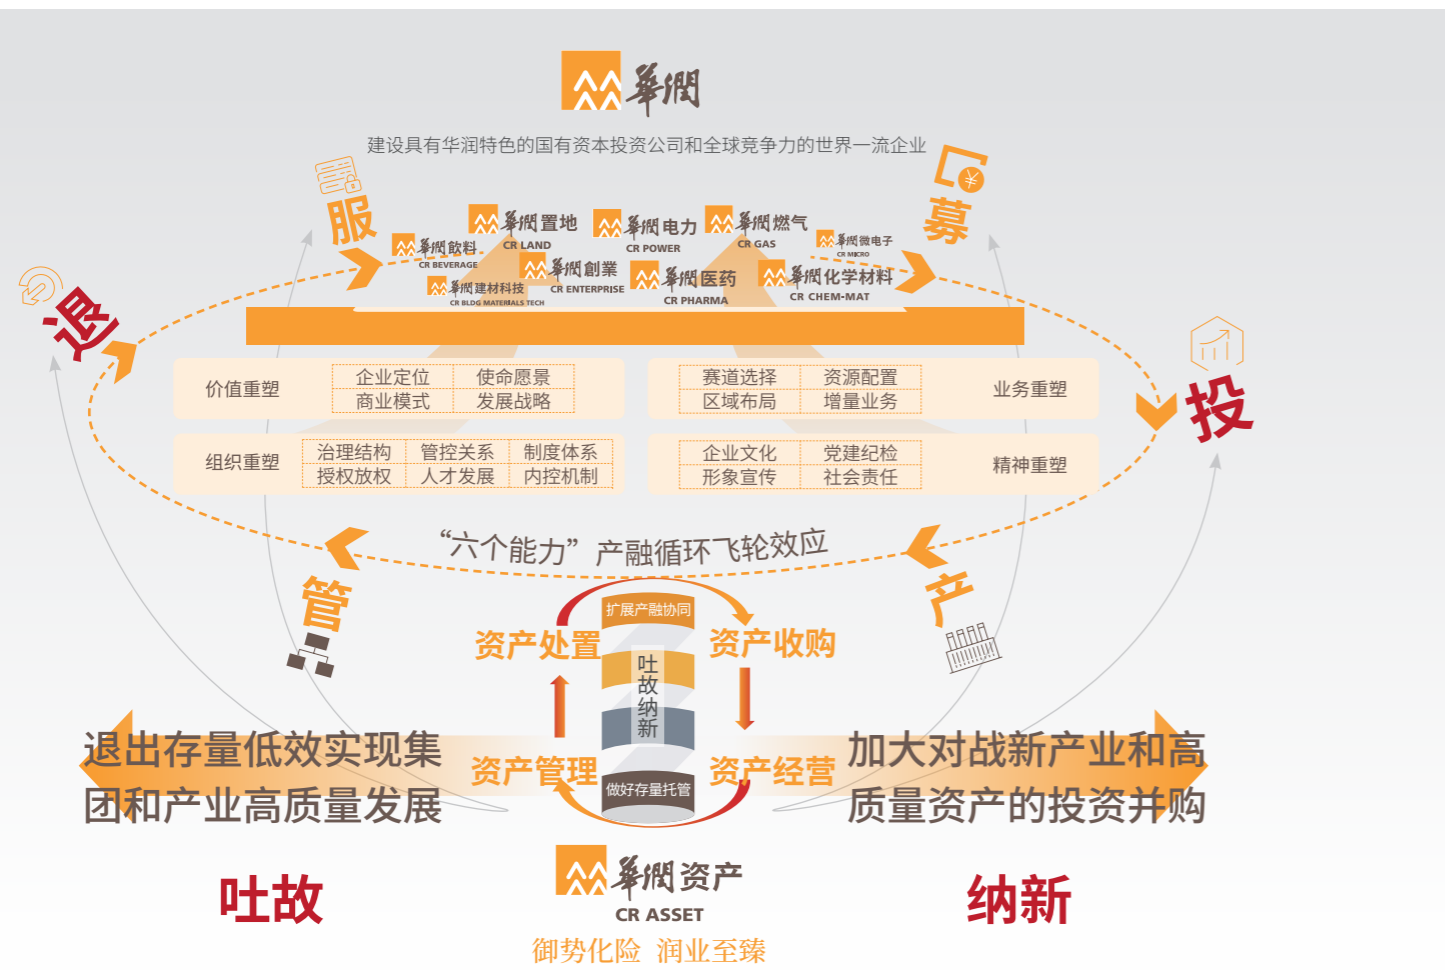 華潤
建设具有华润特色的国有资本投资公司和全球竞争力的世界一流企业
服
募
華潤置地
CR LAND
華潤电力
CR POWER
華潤燃气
CR GAS
華潤飲料
CR BEVERAGE
華潤微电子
CR MICRO
華潤創業
CR ENTERPRISE
華潤医药
CR PHARMA
華潤化学材料
CR CHEM-MAT
華潤建材科技
CR BLDG MATERIALS TECH
退
投
价值重塑
企业定位 使命愿景
商业模式 发展战略
赛道选择 资源配置
区域布局 增量业务
业务重塑
组织重塑
治理结构 管控关系 制度体系
授权放权 人才发展 内控机制
企业文化 党建纪检
形象宣传 社会责任
精神重塑
“六个能力”产融循环飞轮效应
管
产
扩展产融协同
资产处置
资产收购
吐故纳新
资产管理
资产经营
做好存量托管
退出存量低效实现集
团和产业高质量发展
加大对战新产业和高
质量资产的投资并购
吐故
纳新
華潤资产
CR ASSET
御势化险 润业至臻